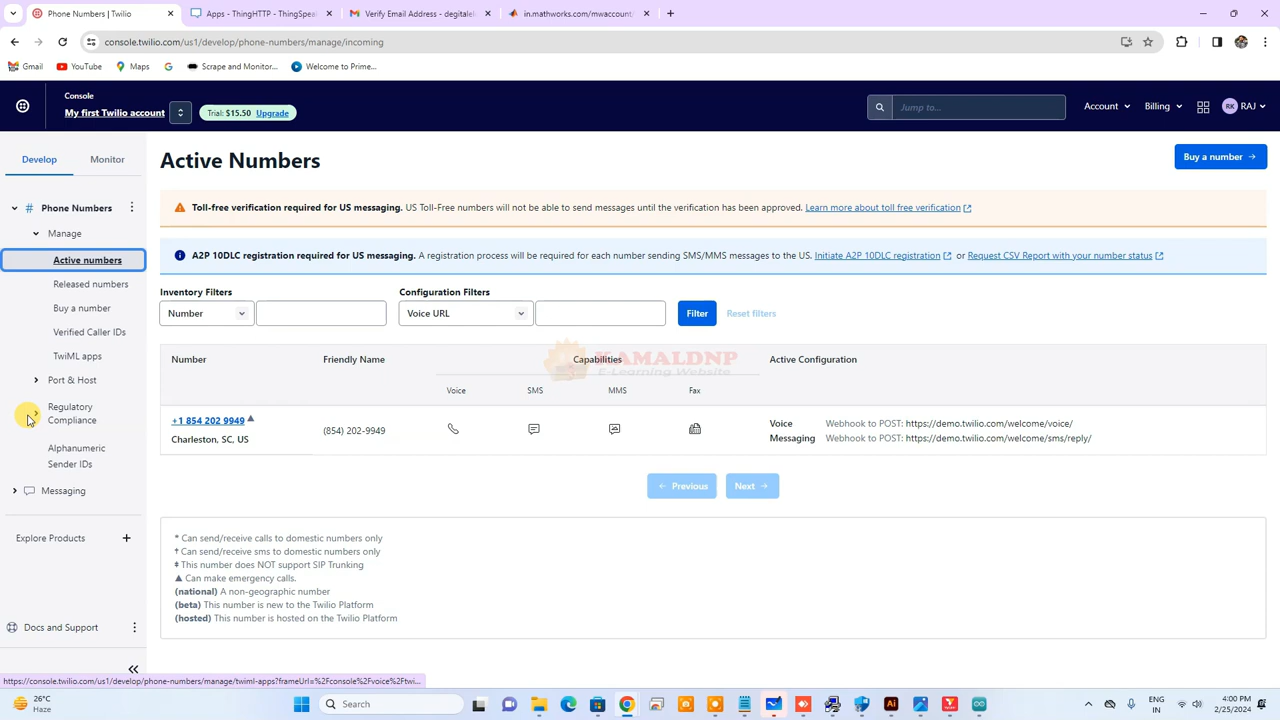 Phone Numbers | Twilio
Apps - ThingHTTP - ThingSpeal
Verify Email Address - degitaleh
in.mathworks.com/mwaccount/
console.twilio.com/us1/develop/phone-numbers/manage/incoming
Gmail
YouTube
Maps
Scrape and Monitor...
Welcome to Prime...
Console
My first Twilio account
Trial: $15.50 Upgrade
Jump to...
Account
Billing
RK
RAJ
Develop
Monitor
Phone Numbers
Manage
Active numbers
Released numbers
Buy a number
Verified Caller IDs
TwiML apps
Port & Host
Regulatory
Compliance
Alphanumeric
Sender IDs
Messaging
Explore Products
Docs and Support
Active Numbers
Buy a number
Toll-free verification required for US messaging. US Toll-Free numbers will not be able to send messages until the verification has been approved. Learn more about toll free verification
A2P 10DLC registration required for US messaging. A registration process will be required for each number sending SMS/MMS messages to the US. Initiate A2P 10DLC registration or Request CSV Report with your number status
Inventory Filters
Configuration Filters
Number
Voice URL
Filter
Reset filters
Number
Friendly Name
Capabilities
Active Configuration
KAMALDNP
E-Learning Website
Voice
SMS
MMS
Fax
+1 854 202 9949
Charleston, SC, US
(854) 202-9949
Voice Webhook to POST: https://demo.twilio.com/welcome/voice/
Messaging Webhook to POST: https://demo.twilio.com/welcome/sms/reply/
Previous
Next
* Can send/receive calls to domestic numbers only
† Can send/receive sms to domestic numbers only
‡ This number does NOT support SIP Trunking
▲ Can make emergency calls.
(national) A non-geographic number
(beta) This number is new to the Twilio Platform
(hosted) This number is hosted on the Twilio Platform
https://console.twilio.com/us1/develop/phone-numbers/manage/twiml-apps?frameUrl=%2Fconsole%2Fvoice%2Ftwi...
26°C
Haze
Search
ENG
IN
4:00 PM
2/25/2024